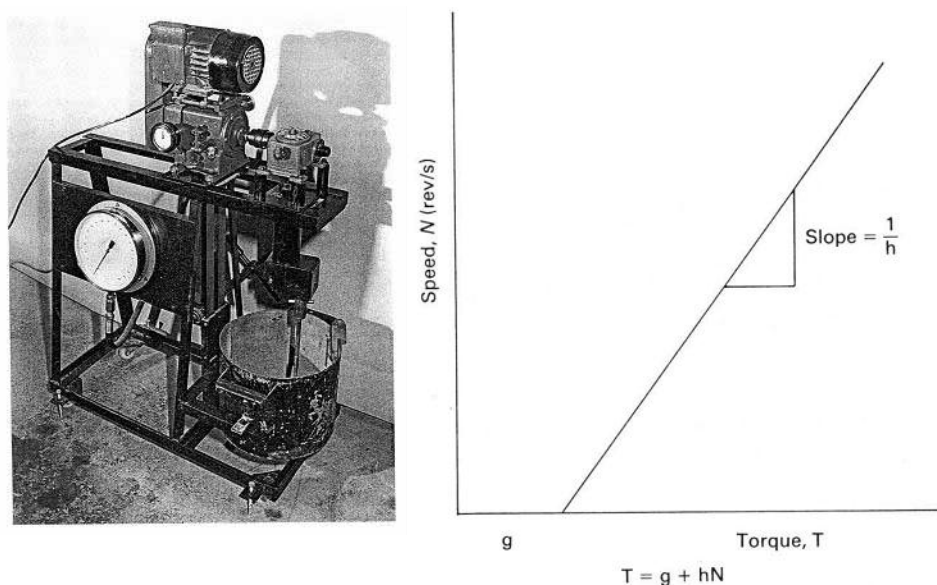 Speed, N (rev/s)
Slope = 1/h
g
Torque, T
T = g + hN